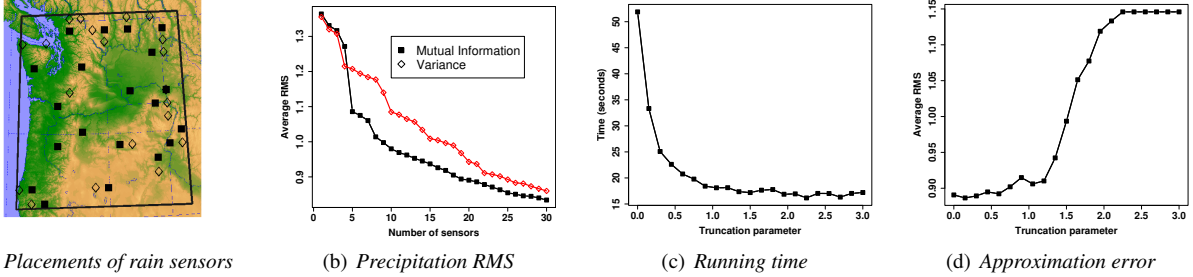 1.3
1.2
1.1
1.0
0.9
Average RMS
0 5 10 15 20 25 30
Number of sensors
Mutual Information
Variance
50
45
40
35
30
25
20
15
Time (seconds)
0.0 0.5 1.0 1.5 2.0 2.5 3.0
Truncation parameter
1.15
1.10
1.05
1.00
0.95
0.90
Average RMS
0.0 0.5 1.0 1.5 2.0 2.5 3.0
Truncation parameter
Placements of rain sensors
(b) Precipitation RMS
(c) Running time
(d) Approximation error